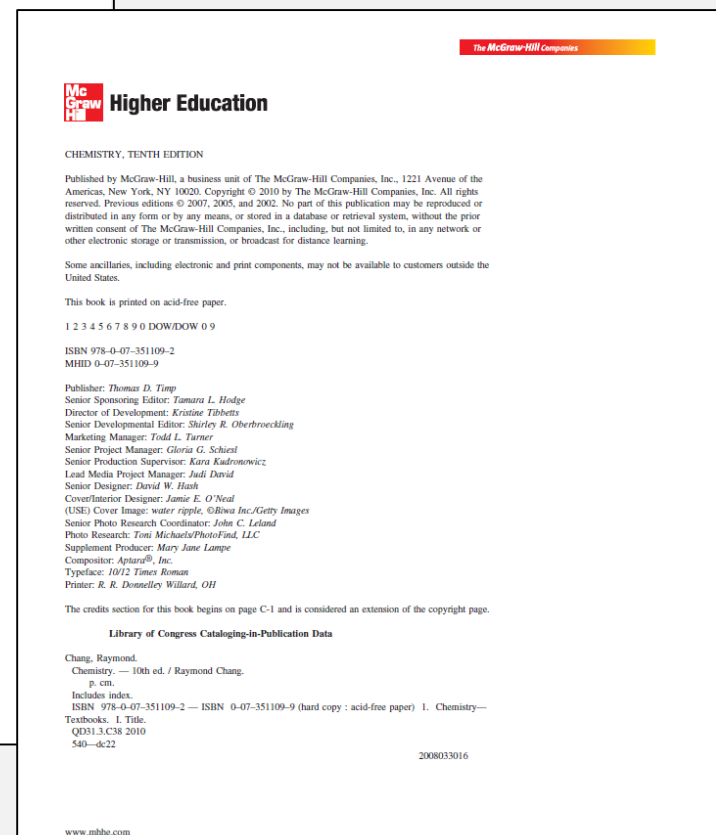 The McGraw-Hill Companies
Mc
Graw
Hill
Higher Education
CHEMISTRY, TENTH EDITION
Published by McGraw-Hill, a business unit of The McGraw-Hill Companies, Inc., 1221 Avenue of the
Americas, New York, NY 10020. Copyright © 2010 by The McGraw-Hill Companies, Inc. All rights
reserved. Previous editions © 2007, 2005, and 2002. No part of this publication may be reproduced or
distributed in any form or by any means, or stored in a database or retrieval system, without the prior
written consent of The McGraw-Hill Companies, Inc., including, but not limited to, in any network or
other electronic storage or transmission, or broadcast for distance learning.
Some ancillaries, including electronic and print components, may not be available to customers outside the
United States.
This book is printed on acid-free paper.
1 2 3 4 5 6 7 8 9 0 DOW/DOW 0 9
ISBN 978–0–07–351109–2
MHID 0–07–351109–9
Publisher: Thomas D. Timp
Senior Sponsoring Editor: Tamara L. Hodge
Director of Development: Kristine Tibbetts
Senior Developmental Editor: Shirley R. Oberbroeckling
Marketing Manager: Todd L. Turner
Senior Project Manager: Gloria G. Schiesl
Senior Production Supervisor: Kara Kudronowicz
Lead Media Project Manager: Judi David
Senior Designer: David W. Hash
Cover/Interior Designer: Jamie E. O'Neal
(USE) Cover Image: water ripple, ©Biwa Inc./Getty Images
Senior Photo Research Coordinator: John C. Leland
Photo Research: Toni Michaels/PhotoFind, LLC
Supplement Producer: Mary Jane Lampe
Compositor: Aptara®, Inc.
Typeface: 10/12 Times Roman
Printer: R. R. Donnelley Willard, OH
The credits section for this book begins on page C-1 and is considered an extension of the copyright page.
Library of Congress Cataloging-in-Publication Data
Chang, Raymond.
Chemistry. — 10th ed. / Raymond Chang.
p. cm.
Includes index.
ISBN 978–0–07–351109–2 — ISBN 0–07–351109–9 (hard copy : acid-free paper) 1. Chemistry—
Textbooks. I. Title.
QD31.3.C38 2010
540—dc22
2008033016
www.mhhe.com